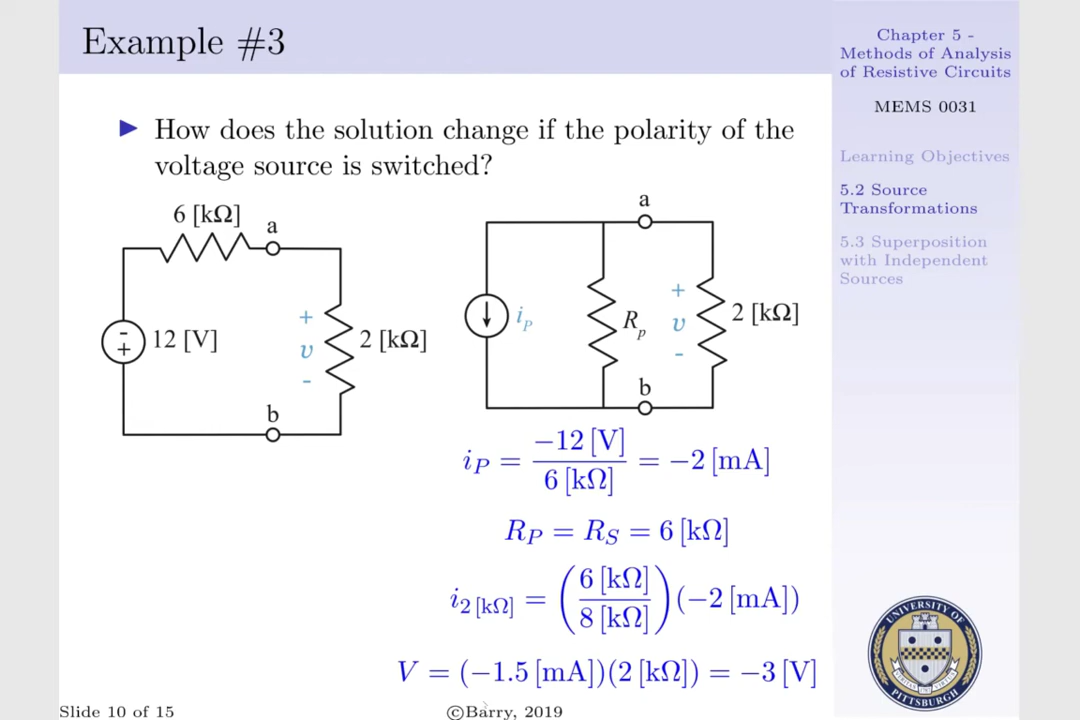 Example #3
How does the solution change if the polarity of the
voltage source is switched?
6 [kΩ]
a
- +
12 [V]
+
v
-
2 [kΩ]
b
a
i_P
R_p
+
v
-
2 [kΩ]
b
i_P = −12 [V] / 6 [kΩ] = −2 [mA]
R_P = R_S = 6 [kΩ]
i_2 [kΩ] = (6 [kΩ] / 8 [kΩ]) (−2 [mA])
V = (−1.5 [mA])(2 [kΩ]) = −3 [V]
Slide 10 of 15
©Barry, 2019
Chapter 5 -
Methods of Analysis
of Resistive Circuits
MEMS 0031
Learning Objectives
5.2 Source
Transformations
5.3 Superposition
with Independent
Sources
UNIVERSITY OF
PITTSBURGH